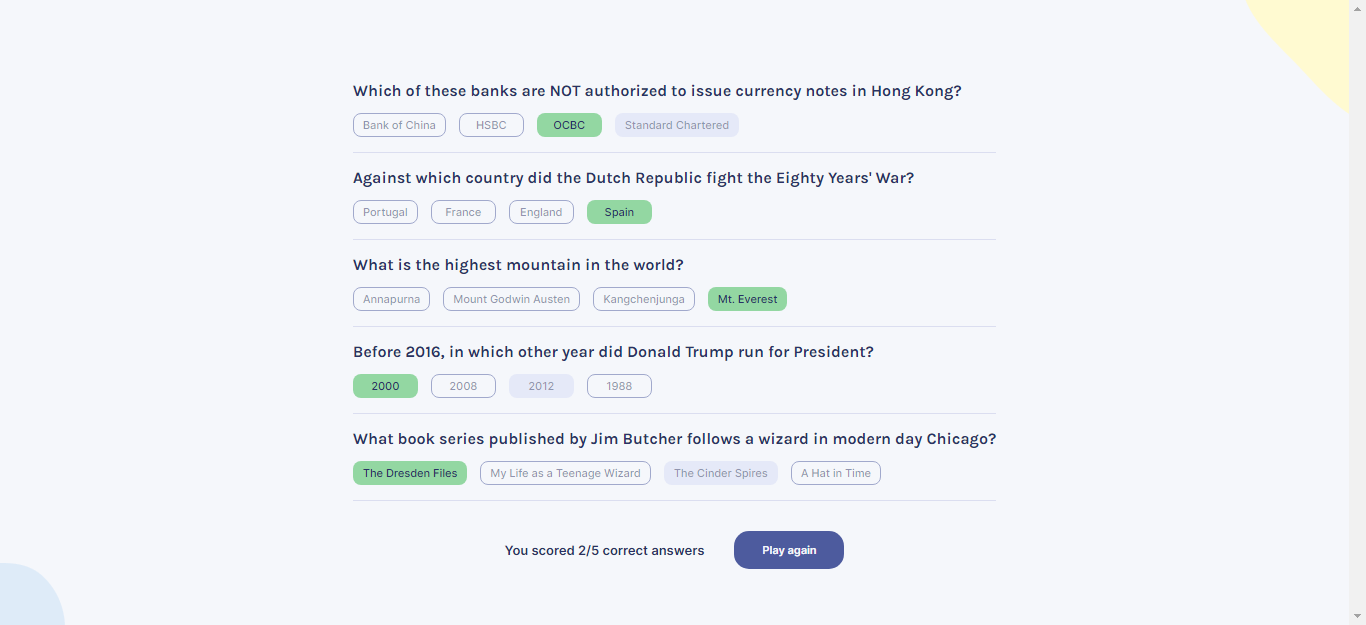 Which of these banks are NOT authorized to issue currency notes in Hong Kong?
Bank of China HSBC OCBC Standard Chartered
Against which country did the Dutch Republic fight the Eighty Years' War?
Portugal France England Spain
What is the highest mountain in the world?
Annapurna Mount Godwin Austen Kangchenjunga Mt. Everest
Before 2016, in which other year did Donald Trump run for President?
2000 2008 2012 1988
What book series published by Jim Butcher follows a wizard in modern day Chicago?
The Dresden Files My Life as a Teenage Wizard The Cinder Spires A Hat in Time
You scored 2/5 correct answers Play again